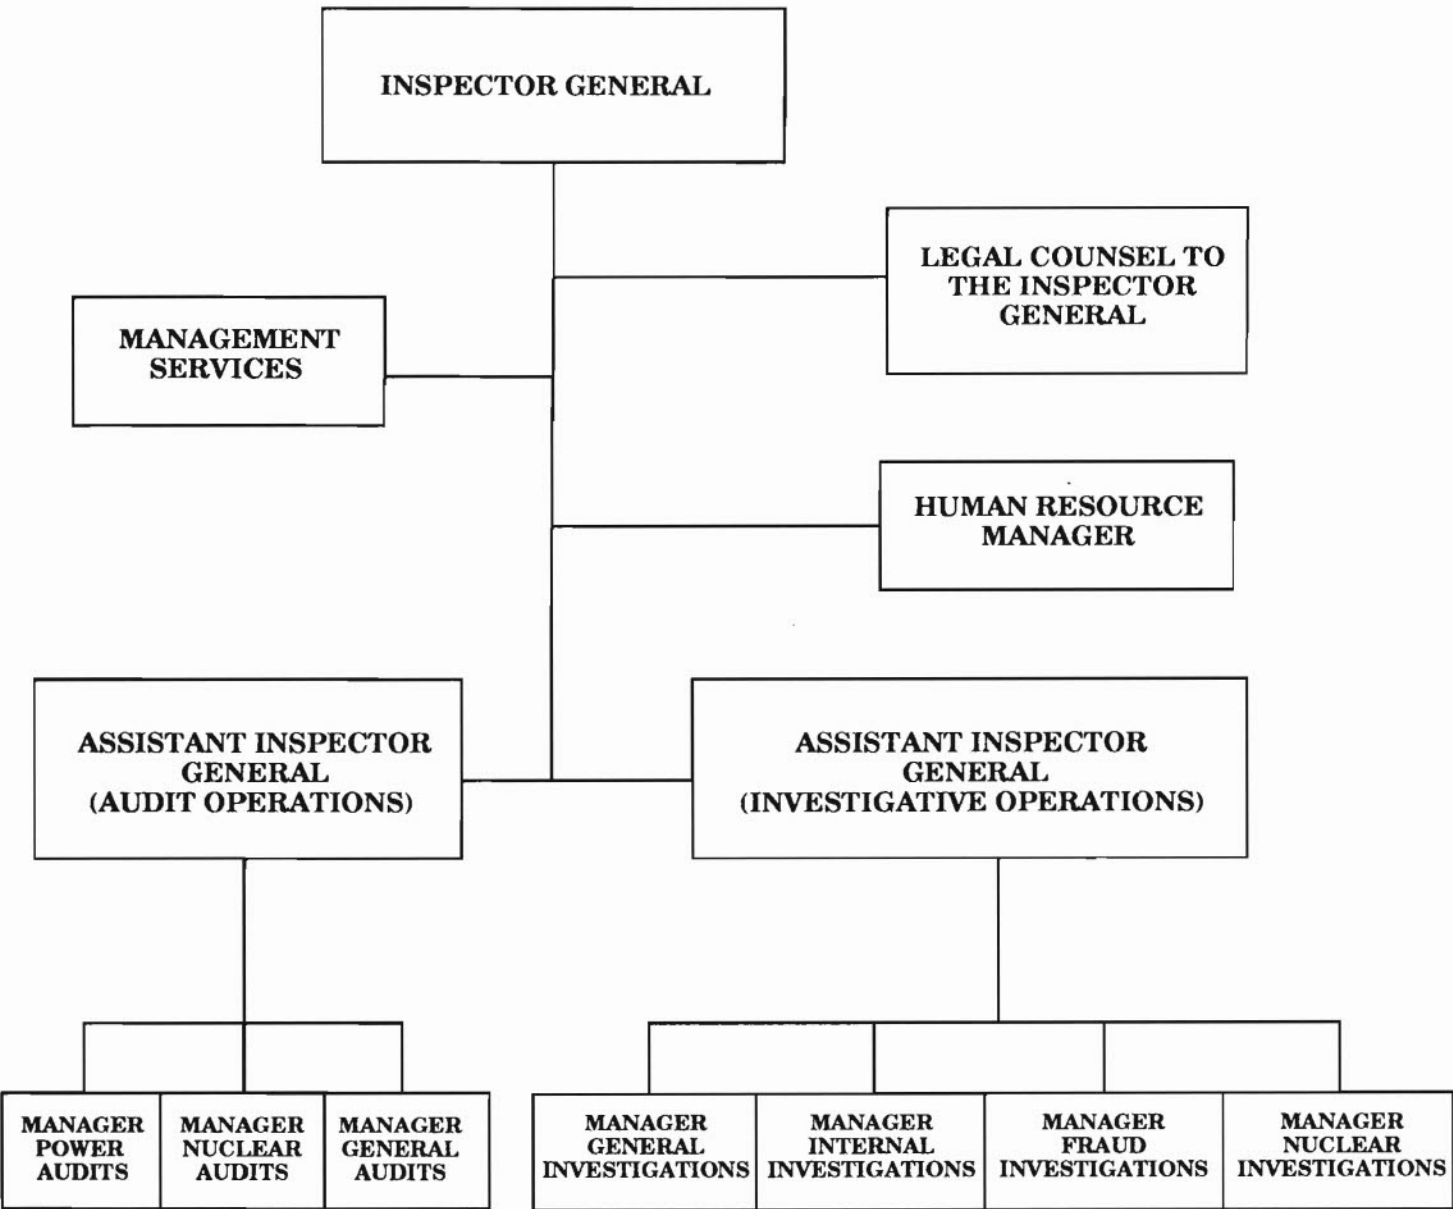 INSPECTOR GENERAL
LEGAL COUNSEL TO
THE INSPECTOR
GENERAL
MANAGEMENT
SERVICES
HUMAN RESOURCE
MANAGER
ASSISTANT INSPECTOR
GENERAL
(AUDIT OPERATIONS)
ASSISTANT INSPECTOR
GENERAL
(INVESTIGATIVE OPERATIONS)
MANAGER
POWER
AUDITS
MANAGER
NUCLEAR
AUDITS
MANAGER
GENERAL
AUDITS
MANAGER
GENERAL
INVESTIGATIONS
MANAGER
INTERNAL
INVESTIGATIONS
MANAGER
FRAUD
INVESTIGATIONS
MANAGER
NUCLEAR
INVESTIGATIONS